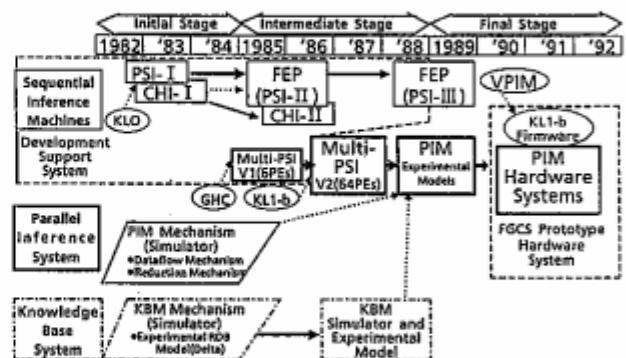 Initial Stage
Intermediate Stage
Final Stage
1982 '83 '84 1985 '86 '87 '88 1989 '90 '91 '92
Sequential
Inference
Machines
Development
Support
System
PSI-I
CHI-I
KL0
FEP
(PSI-II)
CHI-II
FEP
(PSI-III)
VPIM
KL1-b
Firmware
PIM
Hardware
Systems
FGCS Prototype
Hardware
System
Multi-PSI
V1(6PEs)
GHC
KL1-b
Multi-
PSI
V2(64PEs)
PIM
Experimental
Models
Parallel
Inference
System
PIM Mechanism
(Simulator)
•Dataflow Mechanism
•Reduction Mechanism
Knowledge
Base
System
KBM Mechanism
(Simulator)
•Experimental RDB
Model(Delta)
KBM
Simulator and
Experimental
Model